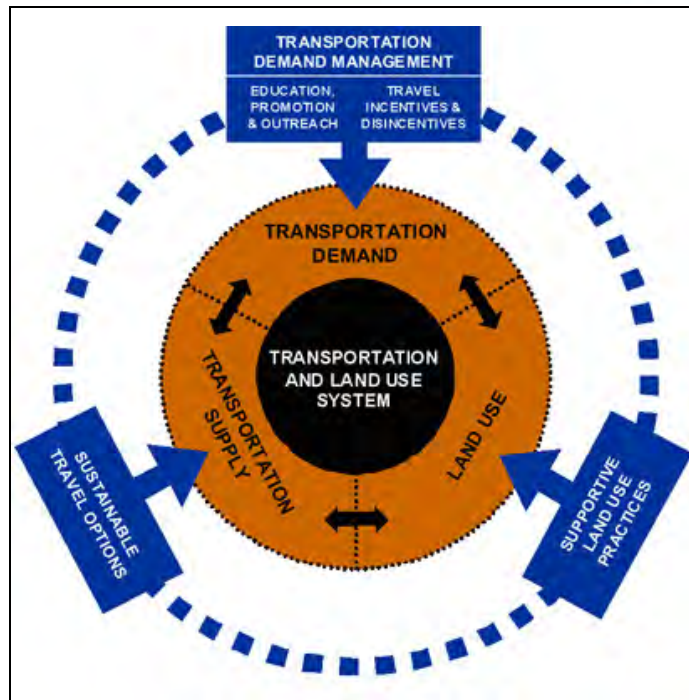 TRANSPORTATION
DEMAND MANAGEMENT
EDUCATION,
PROMOTION
& OUTREACH
TRAVEL
INCENTIVES &
DISINCENTIVES
TRANSPORTATION
DEMAND
TRANSPORTATION
AND LAND USE
SYSTEM
TRANSPORTATION
SUPPLY
LAND USE
SUSTAINABLE
TRAVEL OPTIONS
SUPPORTIVE
LAND USE
PRACTICES